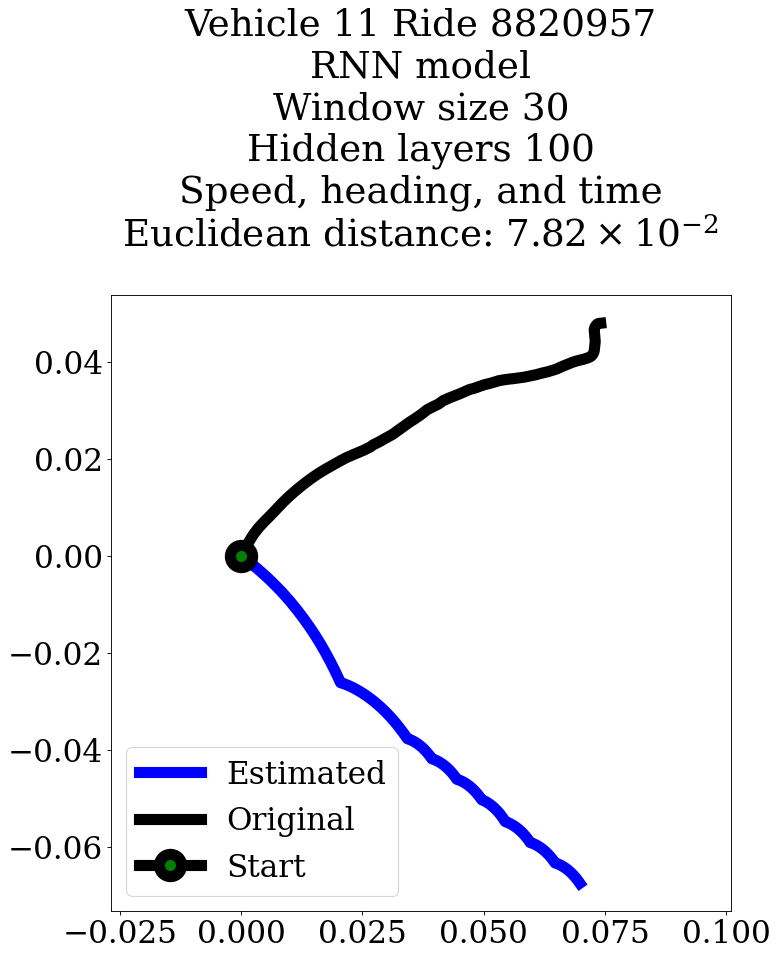 Vehicle 11 Ride 8820957
RNN model
Window size 30
Hidden layers 100
Speed, heading, and time
Euclidean distance: 7.82 × 10⁻²
0.04
0.02
0.00
−0.02
−0.04
−0.06
Estimated
Original
Start
−0.025 0.000 0.025 0.050 0.075 0.100